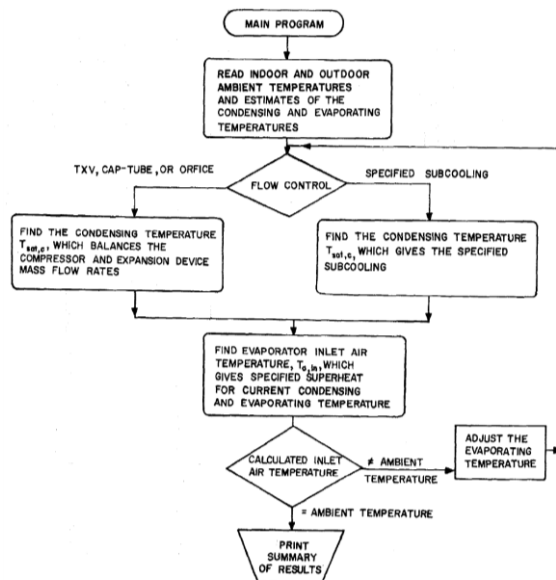 MAIN PROGRAM
READ INDOOR AND OUTDOOR
AMBIENT TEMPERATURES
AND ESTIMATES OF THE
CONDENSING AND EVAPORATING
TEMPERATURES
TXV, CAP-TUBE, OR ORFICE
SPECIFIED SUBCOOLING
FLOW CONTROL
FIND THE CONDENSING TEMPERATURE
Tsat,c, WHICH BALANCES THE
COMPRESSOR AND EXPANSION DEVICE
MASS FLOW RATES
FIND THE CONDENSING TEMPERATURE
Tsat,c, WHICH GIVES THE SPECIFIED
SUBCOOLING
FIND EVAPORATOR INLET AIR
TEMPERATURE, Ta,in, WHICH
GIVES SPECIFIED SUPERHEAT
FOR CURRENT CONDENSING
AND EVAPORATING TEMPERATURE
CALCULATED INLET
AIR TEMPERATURE
≠ AMBIENT
TEMPERATURE
ADJUST THE
EVAPORATING
TEMPERATURE
= AMBIENT TEMPERATURE
PRINT
SUMMARY
OF RESULTS